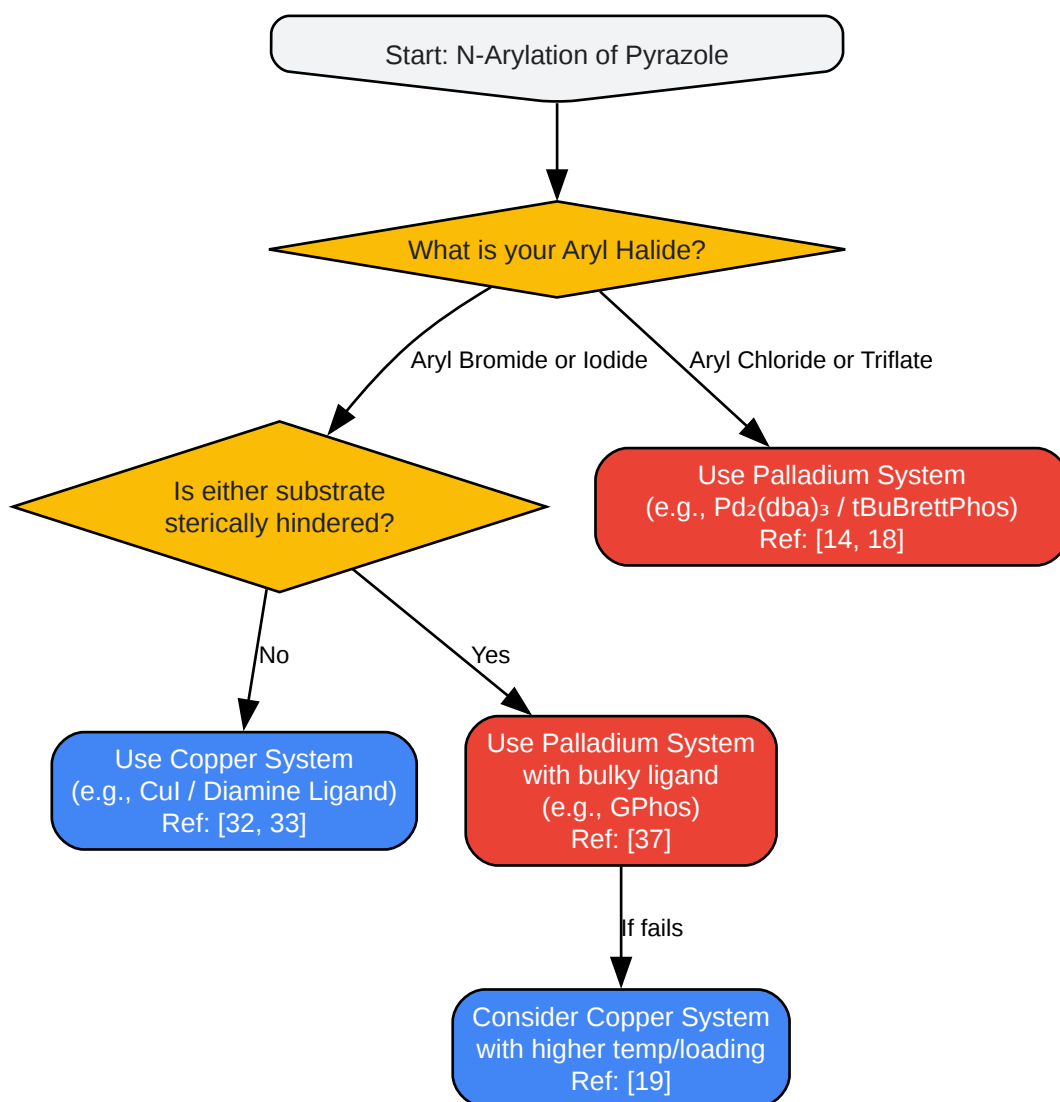 Start: N-Arylation of Pyrazole
What is your Aryl Halide?
Aryl Bromide or Iodide
Aryl Chloride or Triflate
Is either substrate
sterically hindered?
Use Palladium System
(e.g., Pd₂(dba)₃ / tBuBrettPhos)
Ref: [14, 18]
No
Yes
Use Copper System
(e.g., CuI / Diamine Ligand)
Ref: [32, 33]
Use Palladium System
with bulky ligand
(e.g., GPhos)
Ref: [37]
If fails
Consider Copper System
with higher temp/loading
Ref: [19]